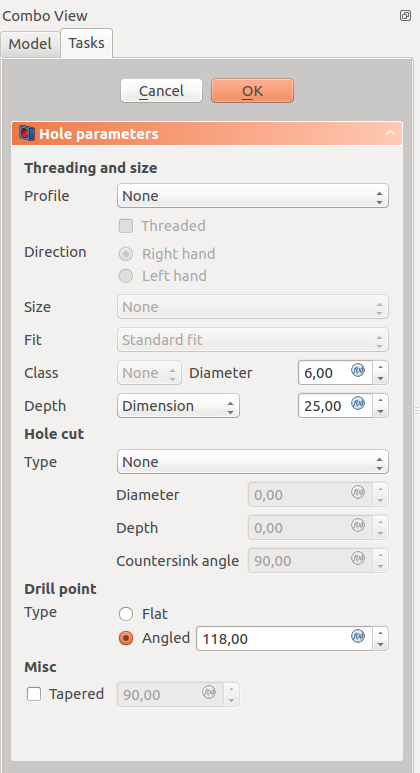 Combo View
Model Tasks
Cancel OK
Hole parameters
Threading and size
Profile None
Threaded
Direction Right hand
Left hand
Size None
Fit Standard fit
Class None Diameter 6,00 f(x)
Depth Dimension 25,00 f(x)
Hole cut
Type None
Diameter 0,00 f(x)
Depth 0,00 f(x)
Countersink angle 90,00 f(x)
Drill point
Type Flat
Angled 118,00 f(x)
Misc
Tapered 90,00 f(x)